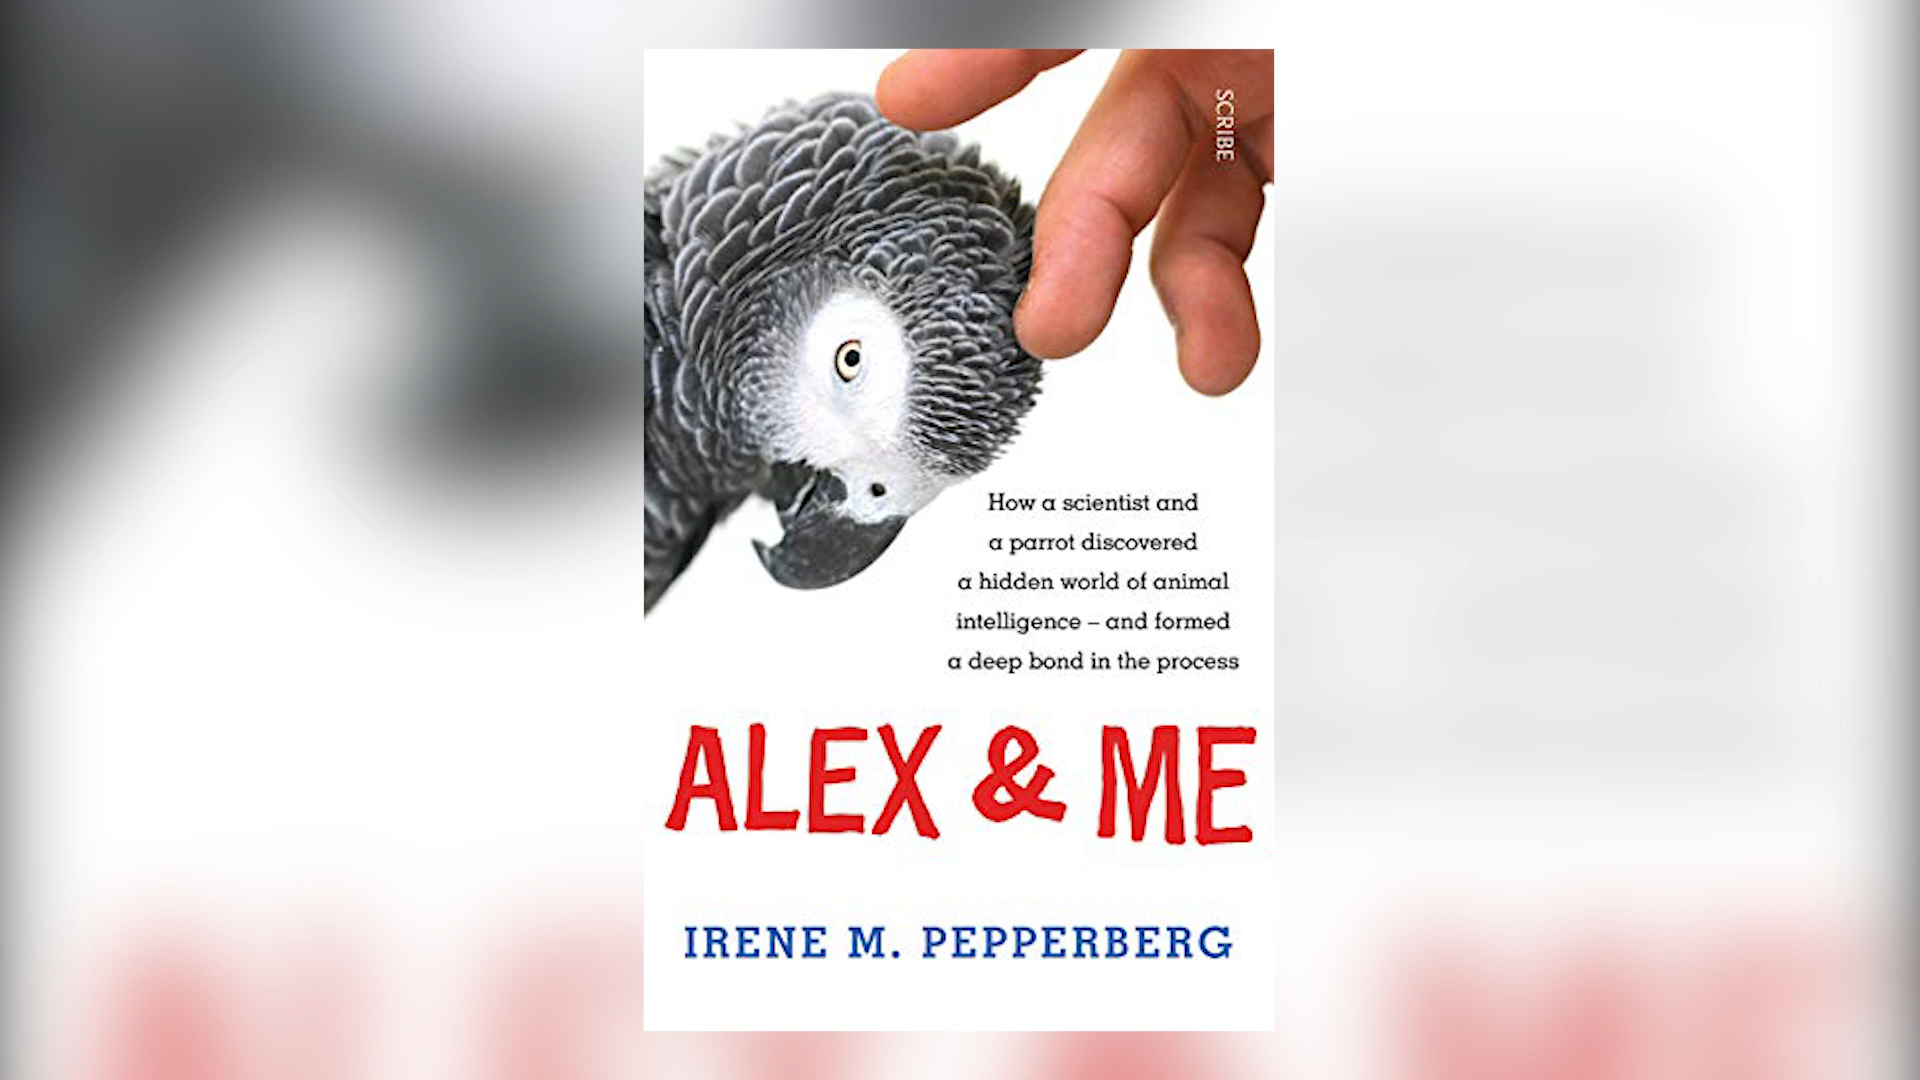 SCRIBE
How a scientist and
a parrot discovered
a hidden world of animal
intelligence – and formed
a deep bond in the process
ALEX & ME
IRENE M. PEPPERBERG